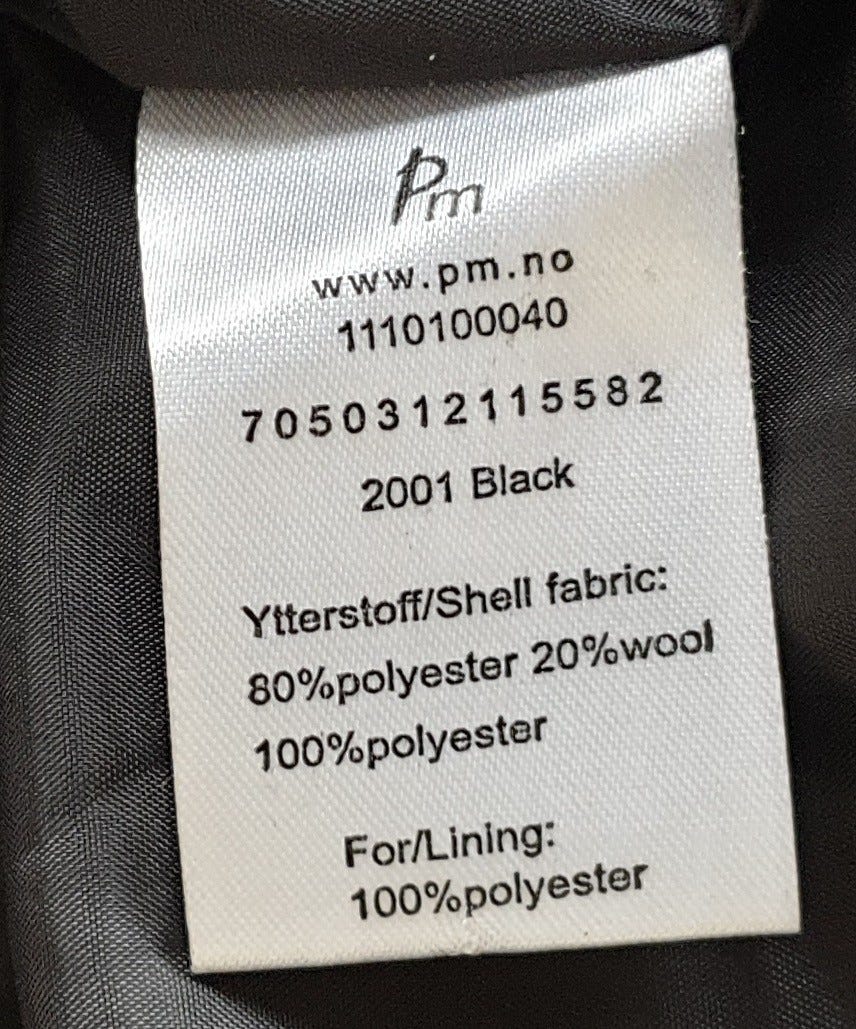 Pm
www.pm.no
1110100040
7050312115582
2001 Black
Ytterstoff/Shell fabric:
80%polyester 20%wool
100%polyester
For/Lining:
100%polyester